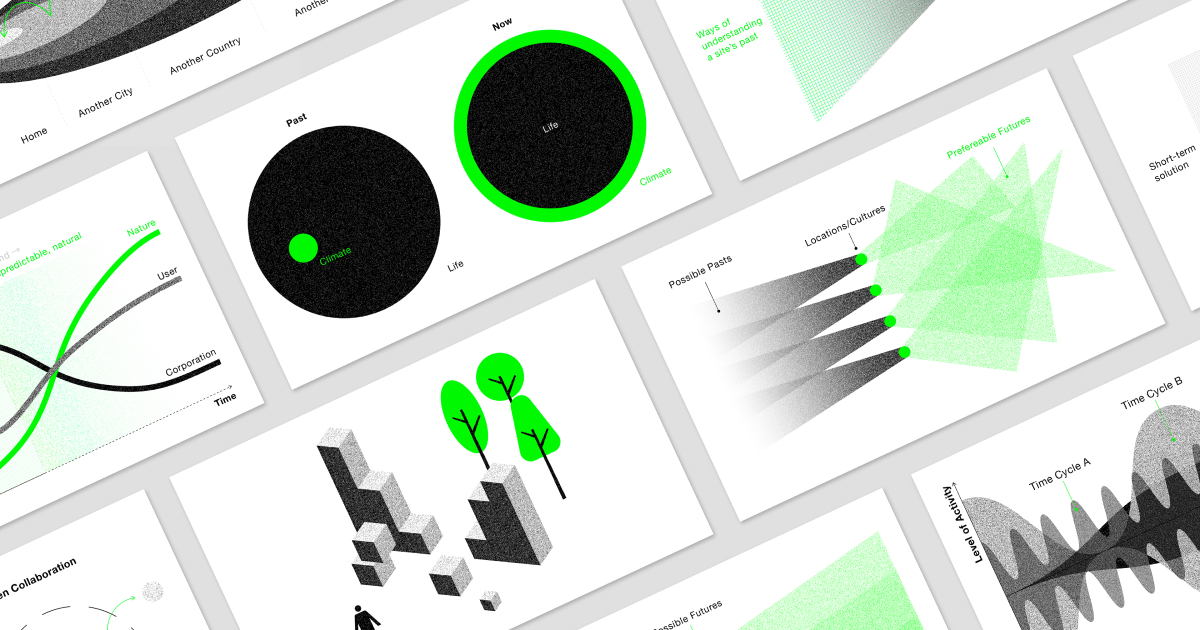 Another
Another Country
Another City
Home
Past
Climate
Life
Now
Life
Climate
Ways of
understanding
a site's past
Short-term
solution
Nature
predictable, natural
User
Corporation
Time
Possible Pasts
Locations/Cultures
Prefereable Futures
Time Cycle B
Time Cycle A
Level of Activity
Collaboration
Futures